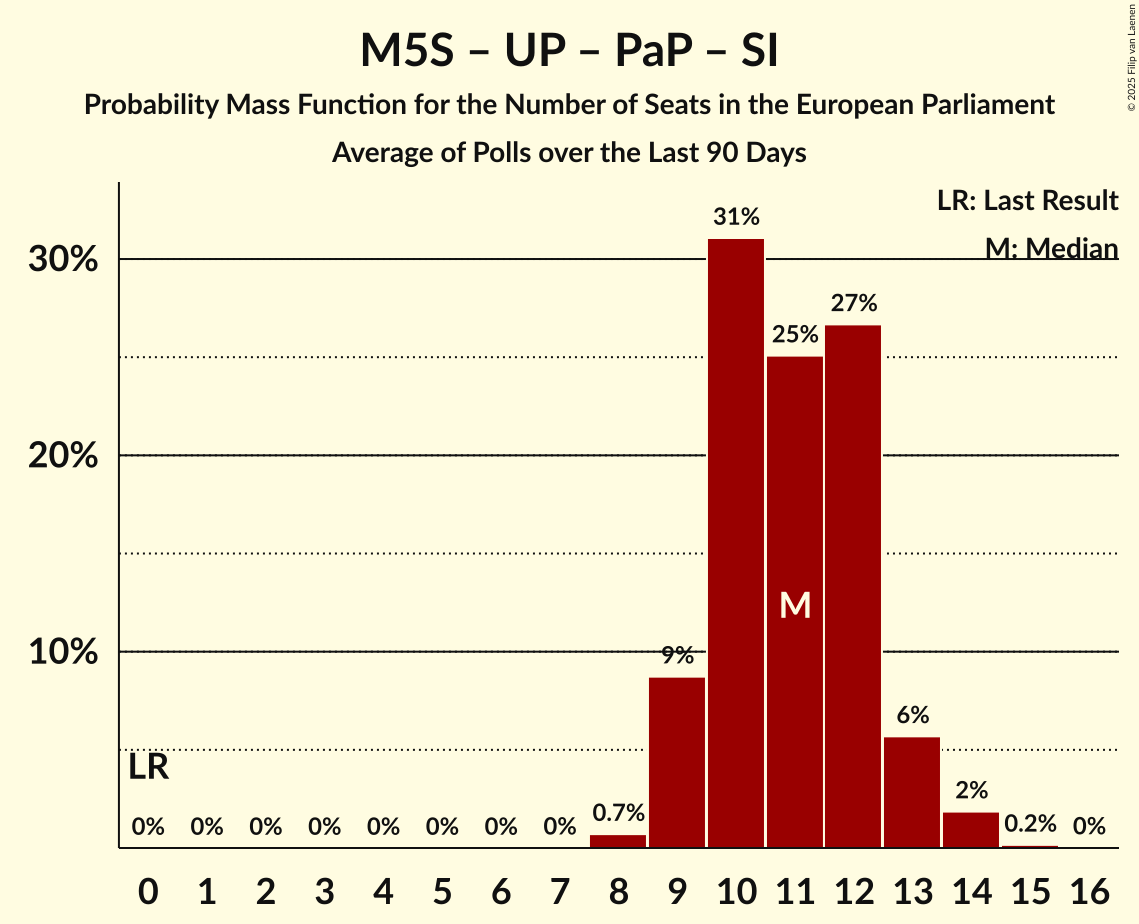 M5S – UP – PaP – SI
Probability Mass Function for the Number of Seats in the European Parliament
Average of Polls over the Last 90 Days
© 2025 Filip van Laenen
LR: Last Result
M: Median
30%
20%
10%
31%
27%
25%
9%
6%
2%
0.7%
0.2%
0% 0% 0% 0% 0% 0% 0% 0% 0%
M
LR
0 1 2 3 4 5 6 7 8 9 10 11 12 13 14 15 16